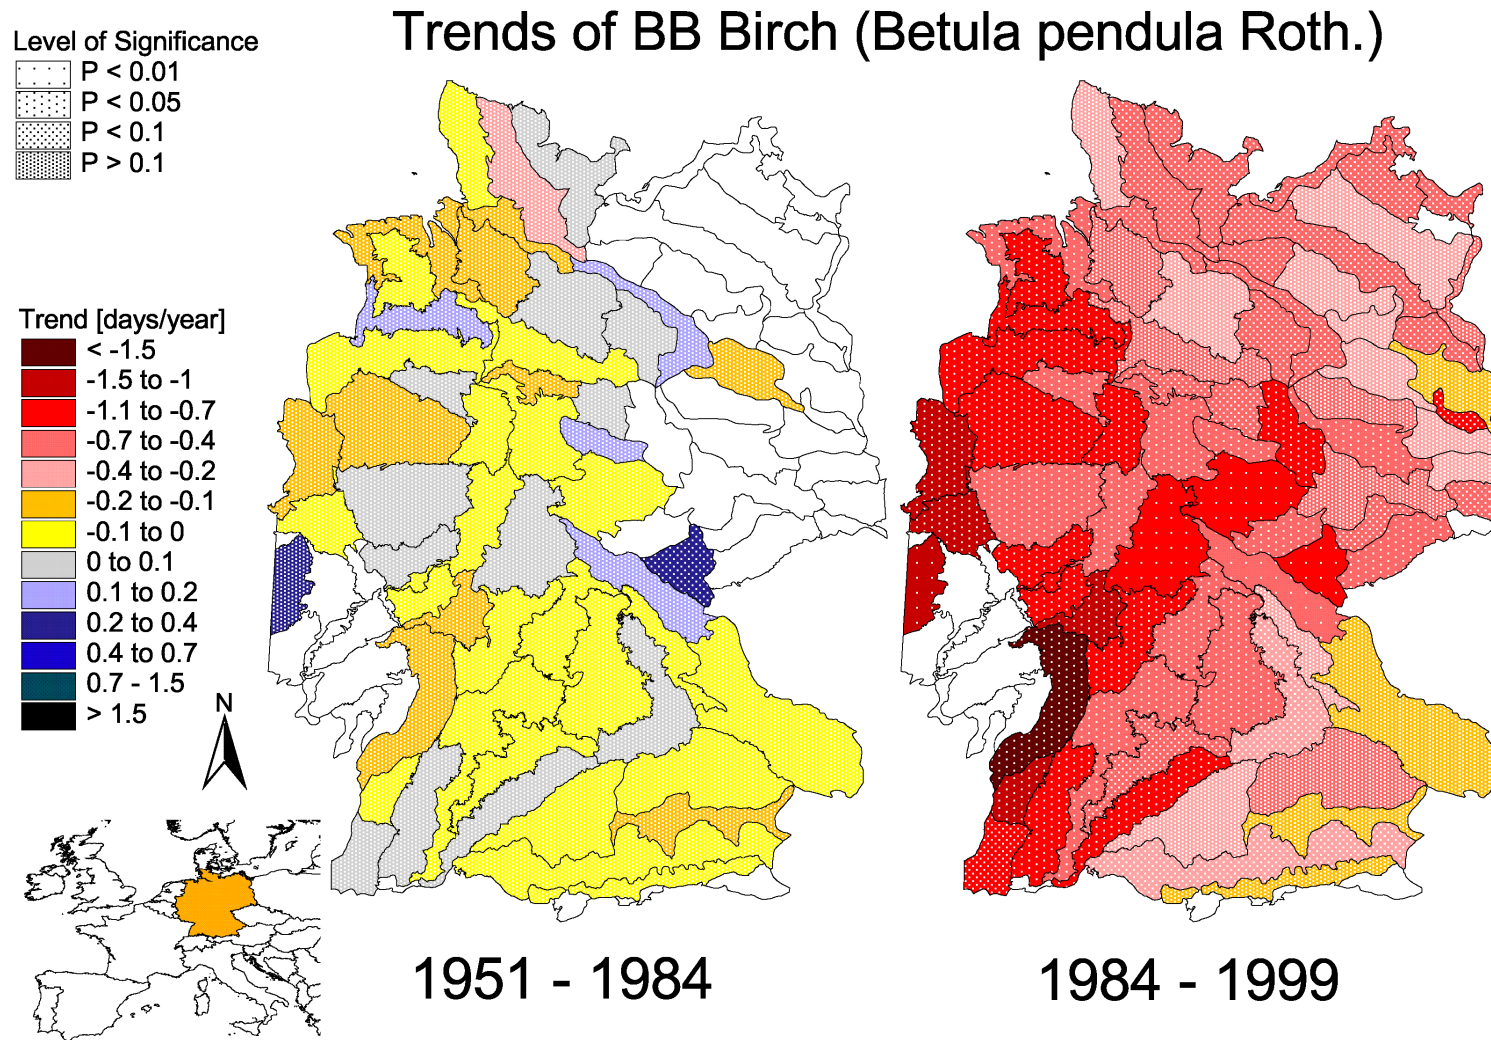 Trends of BB Birch (Betula pendula Roth.)
Level of Significance
P < 0.01
P < 0.05
P < 0.1
P > 0.1
Trend [days/year]
< -1.5
-1.5 to -1
-1.1 to -0.7
-0.7 to -0.4
-0.4 to -0.2
-0.2 to -0.1
-0.1 to 0
0 to 0.1
0.1 to 0.2
0.2 to 0.4
0.4 to 0.7
0.7 - 1.5
> 1.5
N
1951 - 1984
1984 - 1999